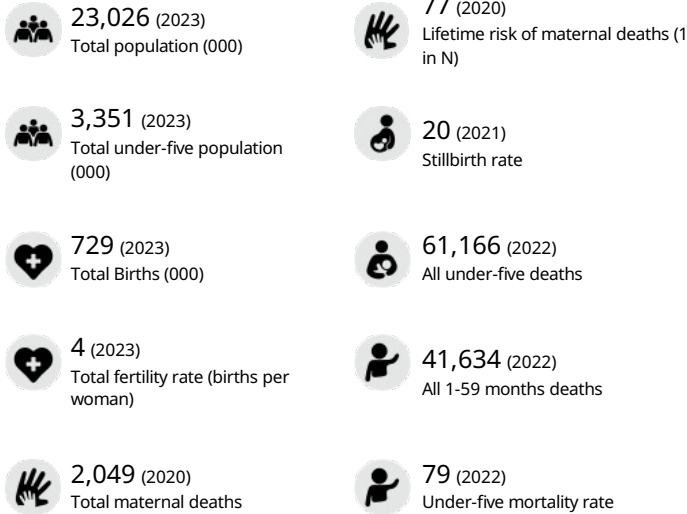 23,026 (2023)
Total population (000)
3,351 (2023)
Total under-five population
(000)
729 (2023)
Total Births (000)
4 (2023)
Total fertility rate (births per
woman)
2,049 (2020)
Total maternal deaths
77 (2020)
Lifetime risk of maternal deaths (1
in N)
20 (2021)
Stillbirth rate
61,166 (2022)
All under-five deaths
41,634 (2022)
All 1-59 months deaths
79 (2022)
Under-five mortality rate